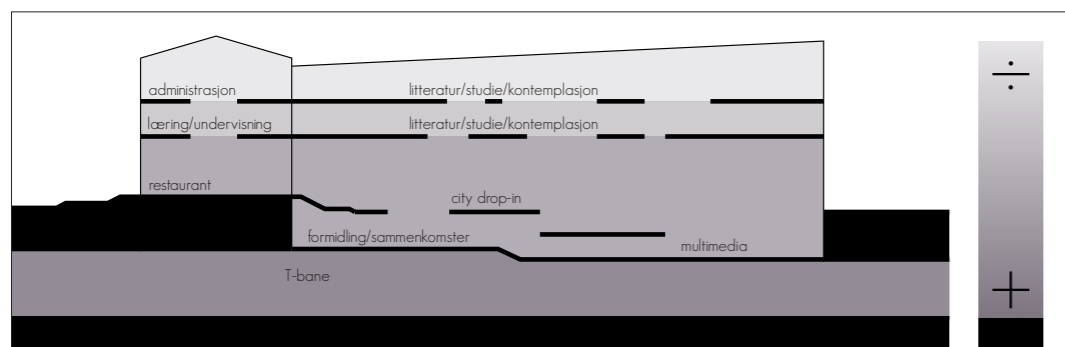 administrasjon litteratur/studie/kontemplasjon
læring/undervisning litteratur/studie/kontemplasjon
restaurant
city drop-in
formidling/sammenkomster
multimedia
T-bane
÷
+